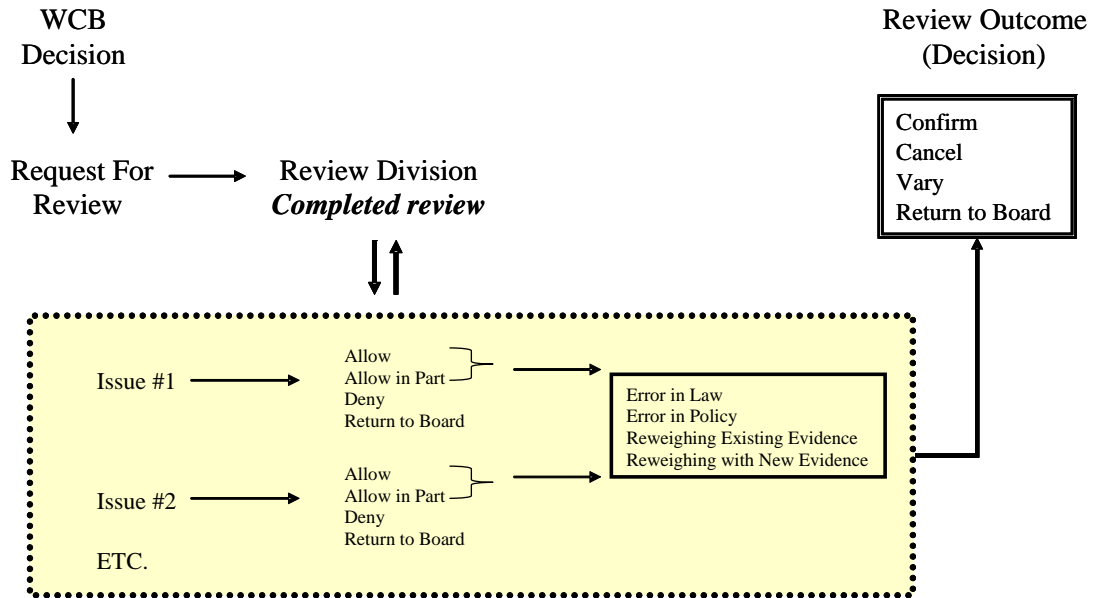 WCB
Decision
Request For
Review
Review Division
Completed review
Review Outcome
(Decision)
Confirm
Cancel
Vary
Return to Board
Issue #1
Allow
Allow in Part
Deny
Return to Board
Issue #2
Allow
Allow in Part
Deny
Return to Board
ETC.
Error in Law
Error in Policy
Reweighing Existing Evidence
Reweighing with New Evidence